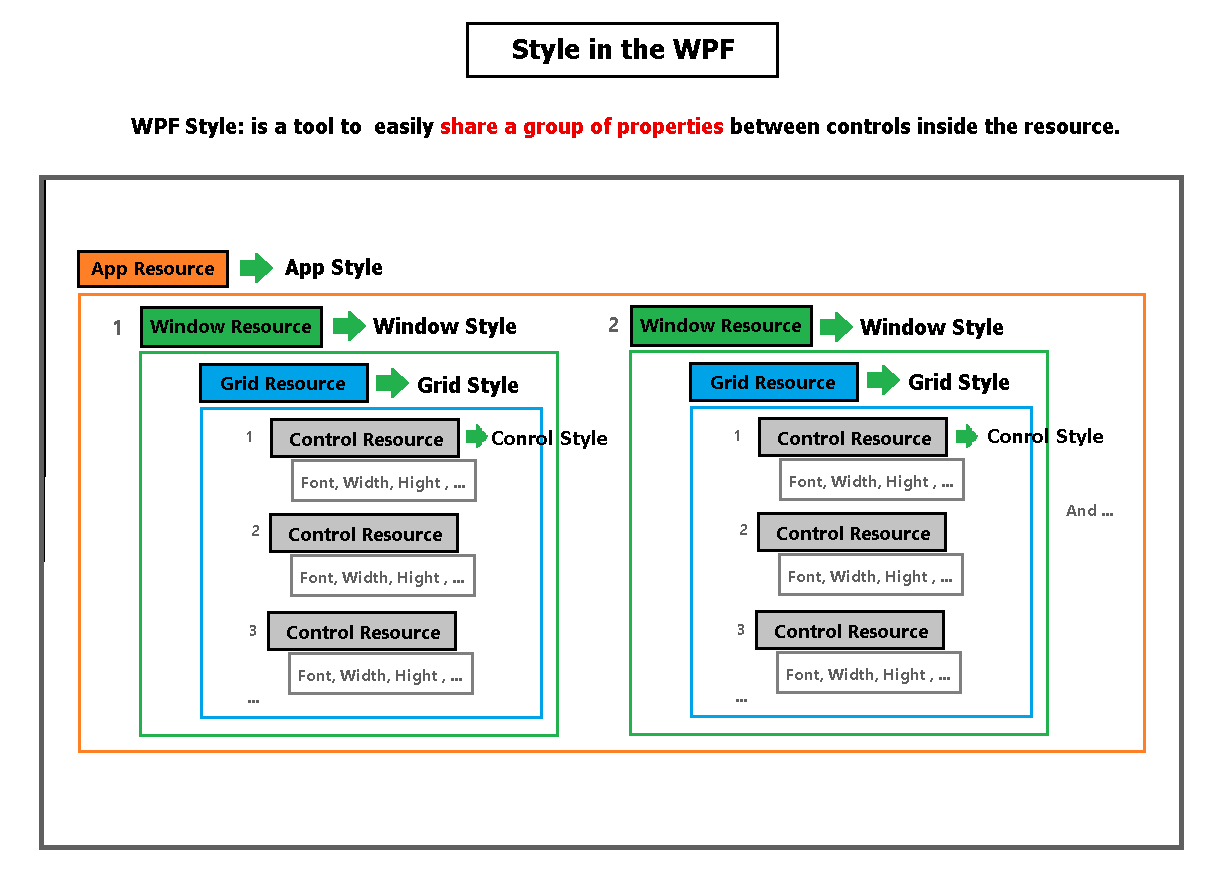 Style in the WPF
WPF Style: is a tool to easily share a group of properties between controls inside the resource.
App Resource App Style
1 Window Resource Window Style
Grid Resource Grid Style
1 Control Resource Conrol Style
Font, Width, Hight , ...
2 Control Resource
Font, Width, Hight , ...
3 Control Resource
Font, Width, Hight , ...
...
2 Window Resource Window Style
Grid Resource Grid Style
1 Control Resource Conrol Style
Font, Width, Hight , ...
2 Control Resource
Font, Width, Hight , ...
3 Control Resource
Font, Width, Hight , ...
...
And ...